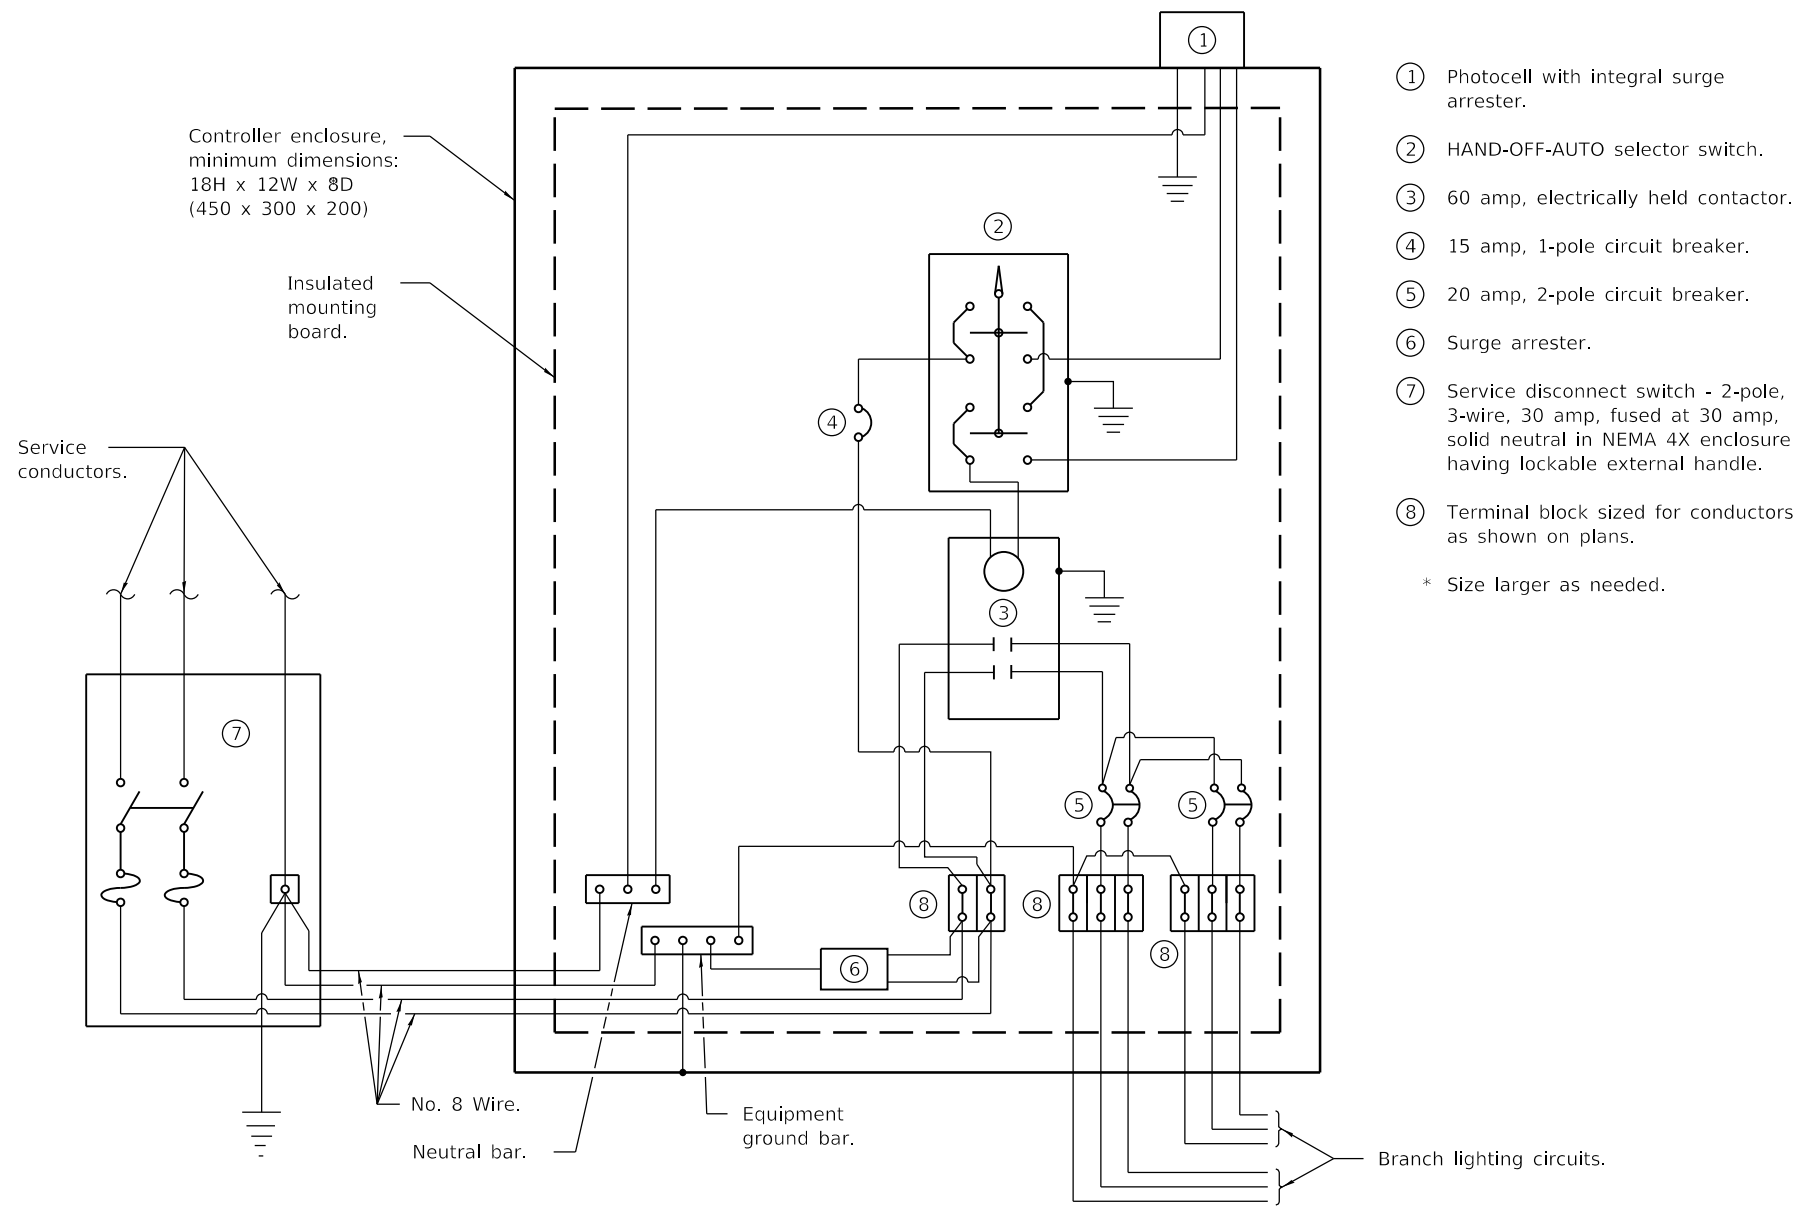 1
Controller enclosure,
minimum dimensions:
18H x 12W x 8D
(450 x 300 x 200)
Insulated
mounting
board.
2
4
Service
conductors.
3
7
5
5
8
8
8
6
No. 8 Wire.
Neutral bar.
Equipment
ground bar.
Branch lighting circuits.
1 Photocell with integral surge
arrester.
2 HAND-OFF-AUTO selector switch.
3 60 amp, electrically held contactor.
4 15 amp, 1-pole circuit breaker.
5 20 amp, 2-pole circuit breaker.
6 Surge arrester.
7 Service disconnect switch - 2-pole,
3-wire, 30 amp, fused at 30 amp,
solid neutral in NEMA 4X enclosure
having lockable external handle.
8 Terminal block sized for conductors
as shown on plans.
* Size larger as needed.